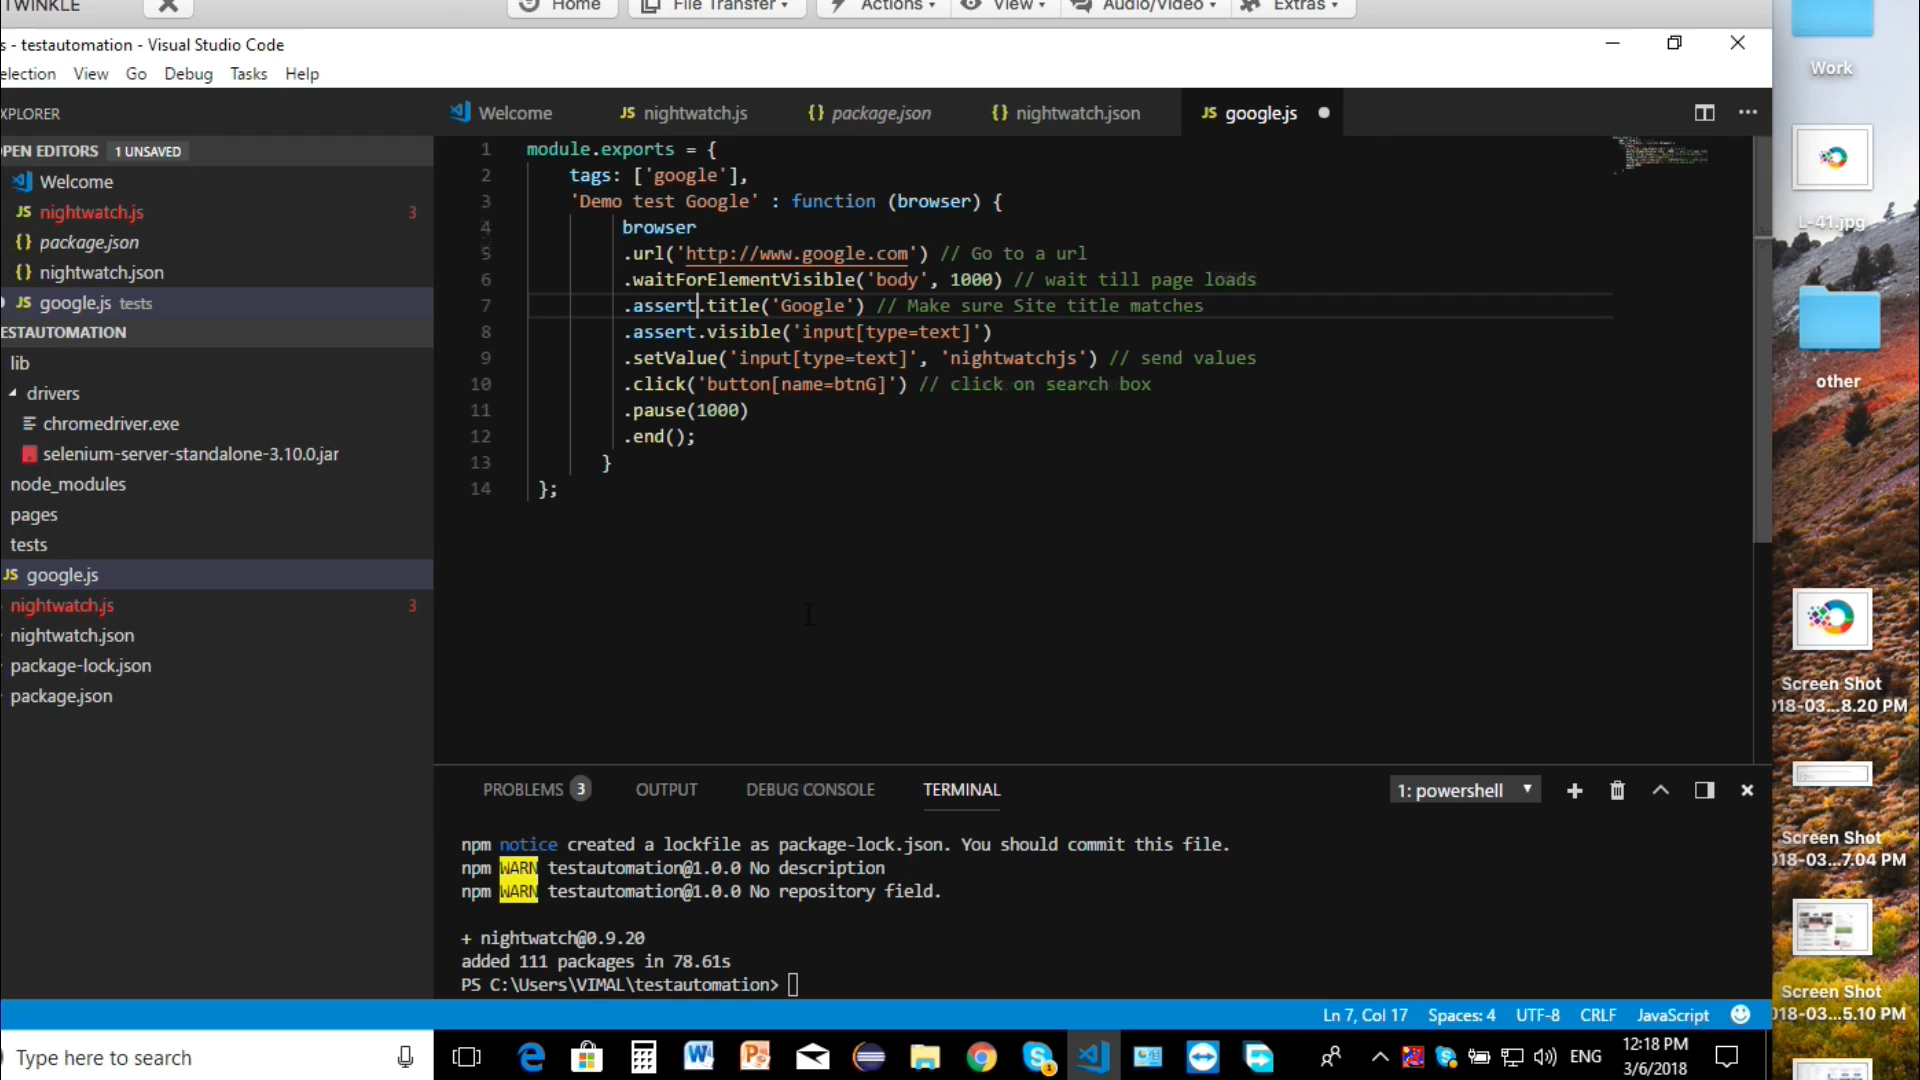 TWINKLE
Home
File Transfer
Actions
View
Audio/Video
Extras
s - testautomation - Visual Studio Code
election View Go Debug Tasks Help
XPLORER
Welcome
JS nightwatch.js
{} package.json
{} nightwatch.json
JS google.js
PEN EDITORS 1 UNSAVED
Welcome
JS nightwatch.js 3
{} package.json
{} nightwatch.json
JS google.js tests
ESTAUTOMATION
lib
drivers
chromedriver.exe
selenium-server-standalone-3.10.0.jar
node_modules
pages
tests
JS google.js
nightwatch.js 3
nightwatch.json
package-lock.json
package.json
1 module.exports = {
2 tags: ['google'],
3 'Demo test Google' : function (browser) {
4 browser
5 .url('http://www.google.com') // Go to a url
6 .waitForElementVisible('body', 1000) // wait till page loads
7 .assert.title('Google') // Make sure Site title matches
8 .assert.visible('input[type=text]')
9 .setValue('input[type=text]', 'nightwatchjs') // send values
10 .click('button[name=btnG]') // click on search box
11 .pause(1000)
12 .end();
13 }
14 };
PROBLEMS 3 OUTPUT DEBUG CONSOLE TERMINAL
1: powershell
npm notice created a lockfile as package-lock.json. You should commit this file.
npm WARN testautomation@1.0.0 No description
npm WARN testautomation@1.0.0 No repository field.
+ nightwatch@0.9.20
added 111 packages in 78.61s
PS C:\Users\VIMAL\testautomation>
Ln 7, Col 17 Spaces: 4 UTF-8 CRLF JavaScript
Type here to search
ENG
12:18 PM
3/6/2018
Work
L-41.jpg
other
Screen Shot
018-03...8.20 PM
Screen Shot
018-03...7.04 PM
Screen Shot
018-03...5.10 PM